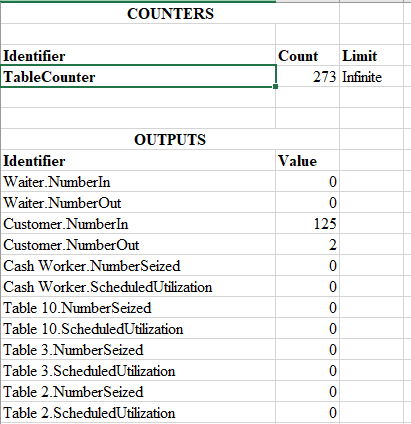 COUNTERS
Identifier Count Limit
TableCounter 273 Infinite
OUTPUTS
Identifier Value
Waiter.NumberIn 0
Waiter.NumberOut 0
Customer.NumberIn 125
Customer.NumberOut 2
Cash Worker.NumberSeized 0
Cash Worker.ScheduledUtilization 0
Table 10.NumberSeized 0
Table 10.ScheduledUtilization 0
Table 3.NumberSeized 0
Table 3.ScheduledUtilization 0
Table 2.NumberSeized 0
Table 2.ScheduledUtilization 0